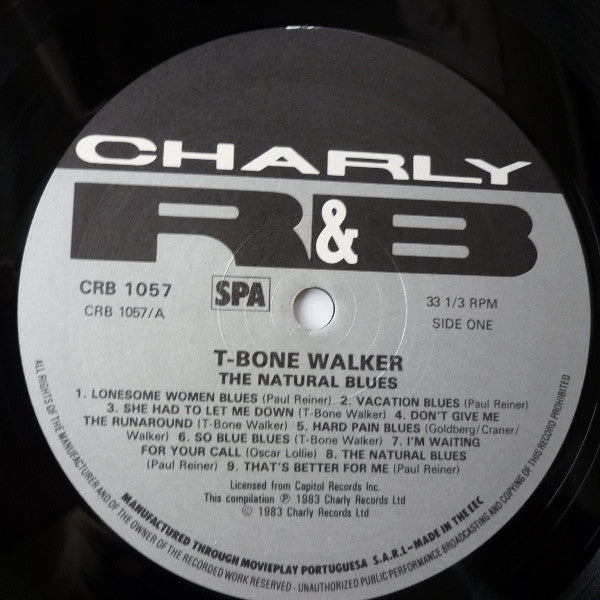 CHARLY
R&B
CRB 1057
CRB 1057/A
SPA
33 1/3 RPM
SIDE ONE
T-BONE WALKER
THE NATURAL BLUES
1. LONESOME WOMEN BLUES (Paul Reiner) 2. VACATION BLUES (Paul Reiner)
3. SHE HAD TO LET ME DOWN (T-Bone Walker) 4. DON'T GIVE ME
THE RUNAROUND (T-Bone Walker) 5. HARD PAIN BLUES (Goldberg/Craner/
Walker) 6. SO BLUE BLUES (T-Bone Walker) 7. I'M WAITING
FOR YOUR CALL (Oscar Lollie) 8. THE NATURAL BLUES
(Paul Reiner) 9. THAT'S BETTER FOR ME (Paul Reiner)
Licensed from Capitol Records Inc.
This compilation ℗ 1983 Charly Records Ltd
© 1983 Charly Records Ltd
MANUFACTURED THROUGH MOVIEPLAY PORTUGUESA S.A.R.L-MADE IN THE EEC
ALL RIGHTS OF THE MANUFACTURER AND OF THE OWNER OF THE RECORDED WORK RESERVED - UNAUTHORIZED PUBLIC PERFORMANCE BROADCASTING AND COPYING OF THIS RECORD PROHIBITED